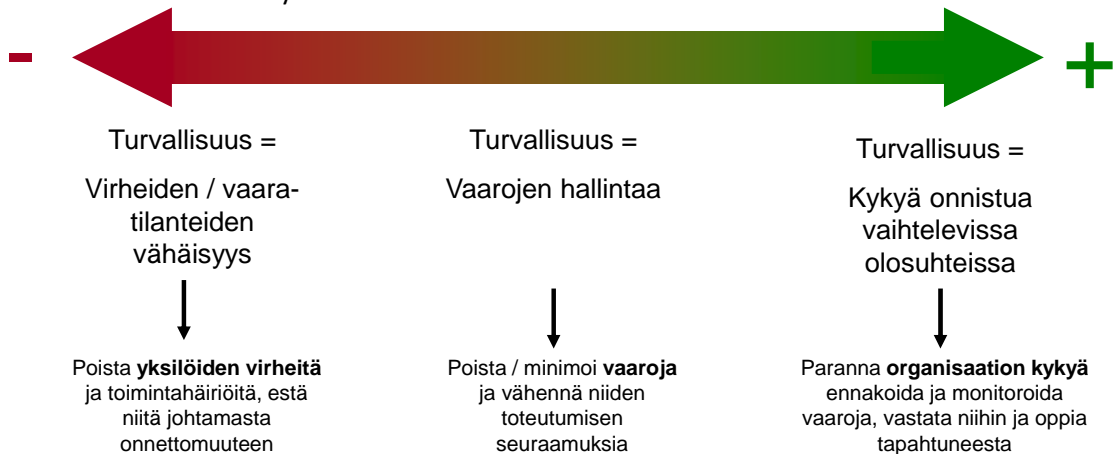 -
+
Turvallisuus =
Virheiden / vaara-
tilanteiden
vähäisyys
Poista yksilöiden virheitä
ja toimintahäiriöitä, estä
niitä johtamasta
onnettomuuteen
Turvallisuus =
Vaarojen hallintaa
Poista / minimoi vaaroja
ja vähennä niiden
toteutumisen
seuraamuksia
Turvallisuus =
Kykyä onnistua
vaihtelevissa
olosuhteissa
Paranna organisaation kykyä
ennakoida ja monitoroida
vaaroja, vastata niihin ja oppia
tapahtuneesta